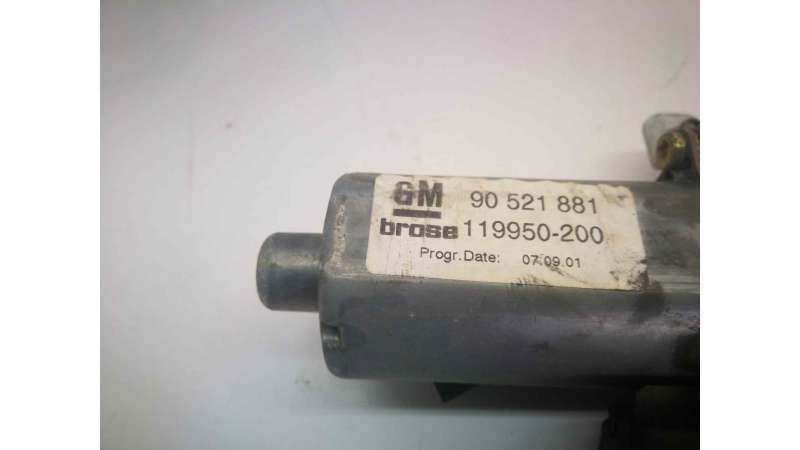 GM 90 521 881
brose 119950-200
Progr.Date: 07.09.01